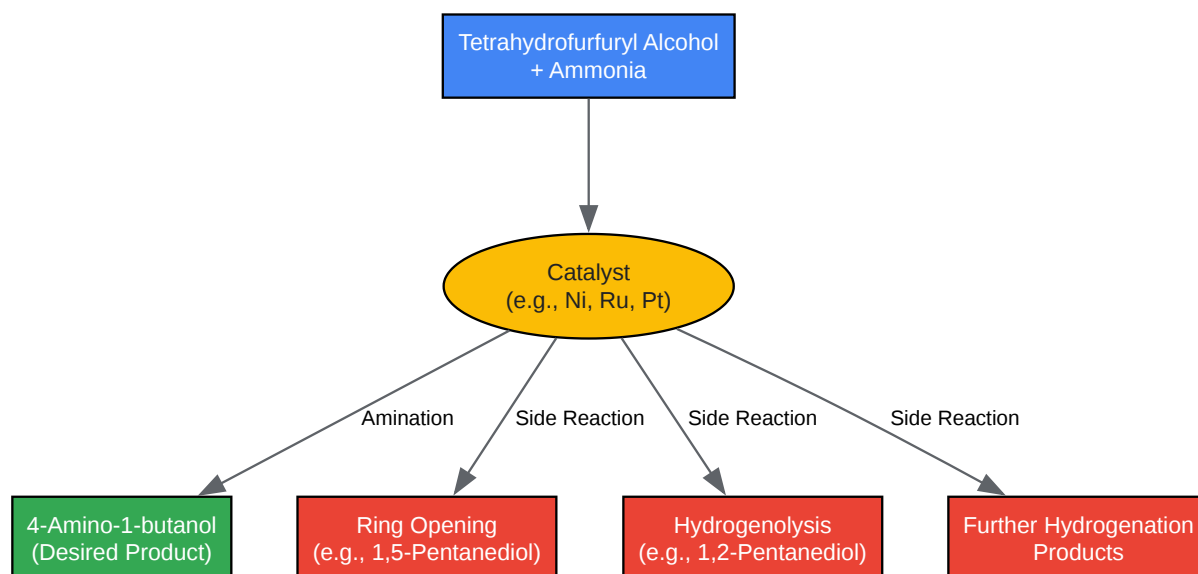 Tetrahydrofurfuryl Alcohol
+ Ammonia
Catalyst
(e.g., Ni, Ru, Pt)
Amination
Side Reaction
Side Reaction
Side Reaction
4-Amino-1-butanol
(Desired Product)
Ring Opening
(e.g., 1,5-Pentanediol)
Hydrogenolysis
(e.g., 1,2-Pentanediol)
Further Hydrogenation
Products